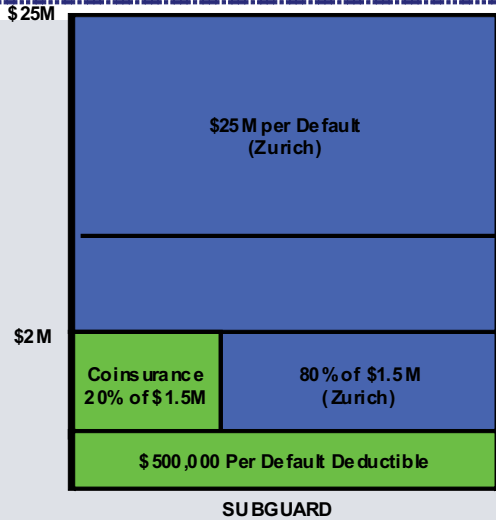 $25M
$25M per Default
(Zurich)
$2M
Coinsurance
20% of $1.5M
80% of $1.5M
(Zurich)
$500,000 Per Default Deductible
SUBGUARD